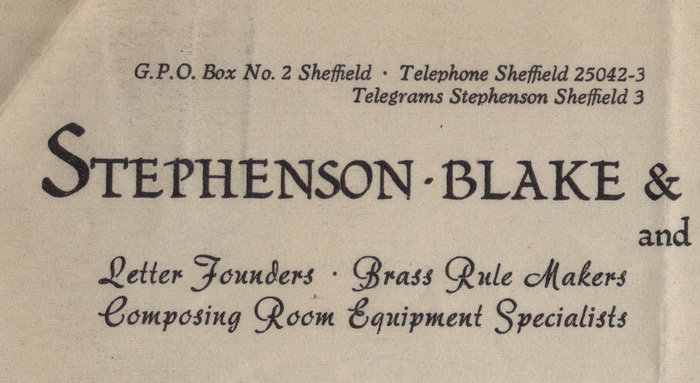 G.P.O. Box No. 2 Sheffield · Telephone Sheffield 25042-3
Telegrams Stephenson Sheffield 3
STEPHENSON · BLAKE &
and
Letter Founders · Brass Rule Makers
Composing Room Equipment Specialists